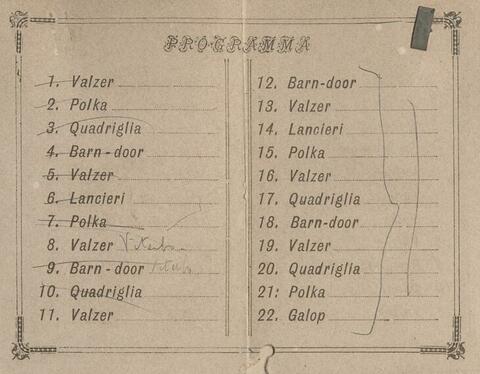 PROGRAMMA
1. Valzer
2. Polka
3. Quadriglia
4. Barn-door
5. Valzer
6. Lancieri
7. Polka
8. Valzer
9. Barn-door
10. Quadriglia
11. Valzer
12. Barn-door
13. Valzer
14. Lancieri
15. Polka
16. Valzer
17. Quadriglia
18. Barn-door
19. Valzer
20. Quadriglia
21. Polka
22. Galop